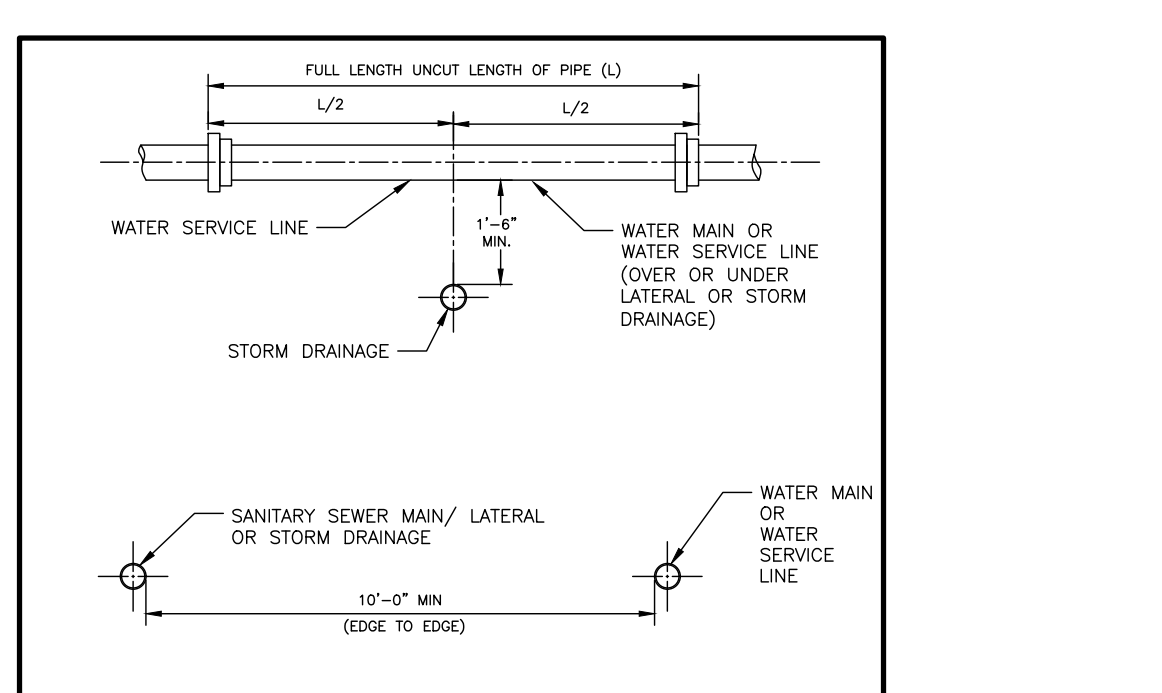 FULL LENGTH UNCUT LENGTH OF PIPE (L)
L/2
L/2
WATER SERVICE LINE
1'-6"
MIN.
WATER MAIN OR
WATER SERVICE LINE
(OVER OR UNDER
LATERAL OR STORM
DRAINAGE)
STORM DRAINAGE
SANITARY SEWER MAIN/ LATERAL
OR STORM DRAINAGE
WATER MAIN
OR
WATER
SERVICE
LINE
10'-0" MIN
(EDGE TO EDGE)